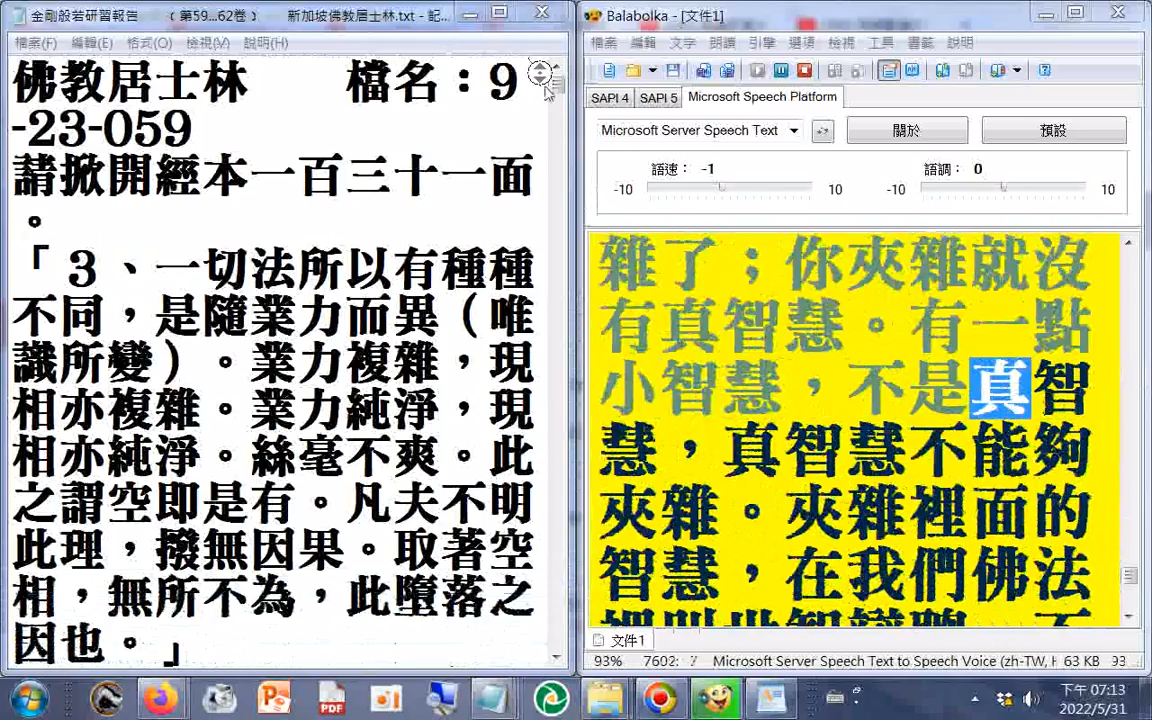 金剛般若研習報告 （第59...62卷） 新加坡佛教居士林.txt - 記...
檔案(F) 編輯(E) 格式(O) 檢視(V) 說明(H)
佛教居士林 檔名：9
-23-059
請掀開經本一百三十一面
。
「３、一切法所以有種種
不同，是隨業力而異（唯
識所變）。業力複雜，現
相亦複雜。業力純淨，現
相亦純淨。絲毫不爽。此
之謂空即是有。凡夫不明
此理，撥無因果。取著空
相，無所不為，此墮落之
因也。」
Balabolka - [文件1]
檔案 編輯 文字 朗讀 引擎 選項 檢視 工具 書籤 說明
SAPI 4 SAPI 5 Microsoft Speech Platform
Microsoft Server Speech Text 關於 預設
語速： -1 語調： 0
-10 10 -10 10
雜了；你夾雜就沒
有真智慧。有一點
小智慧，不是真智
慧，真智慧不能夠
夾雜。夾雜裡面的
智慧，在我們佛法
文件1
93% 7602: 7 Microsoft Server Speech Text to Speech Voice (zh-TW, H 63 KB 93
下午 07:13
2022/5/31